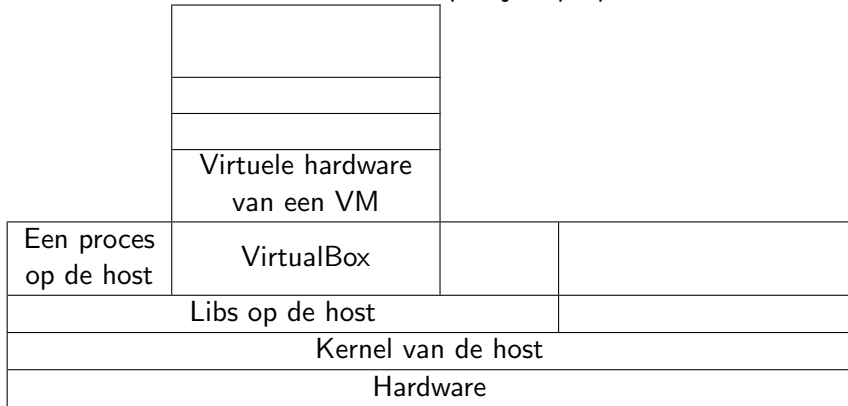 Virtuele hardware
van een VM
Een proces
op de host
VirtualBox
Libs op de host
Kernel van de host
Hardware